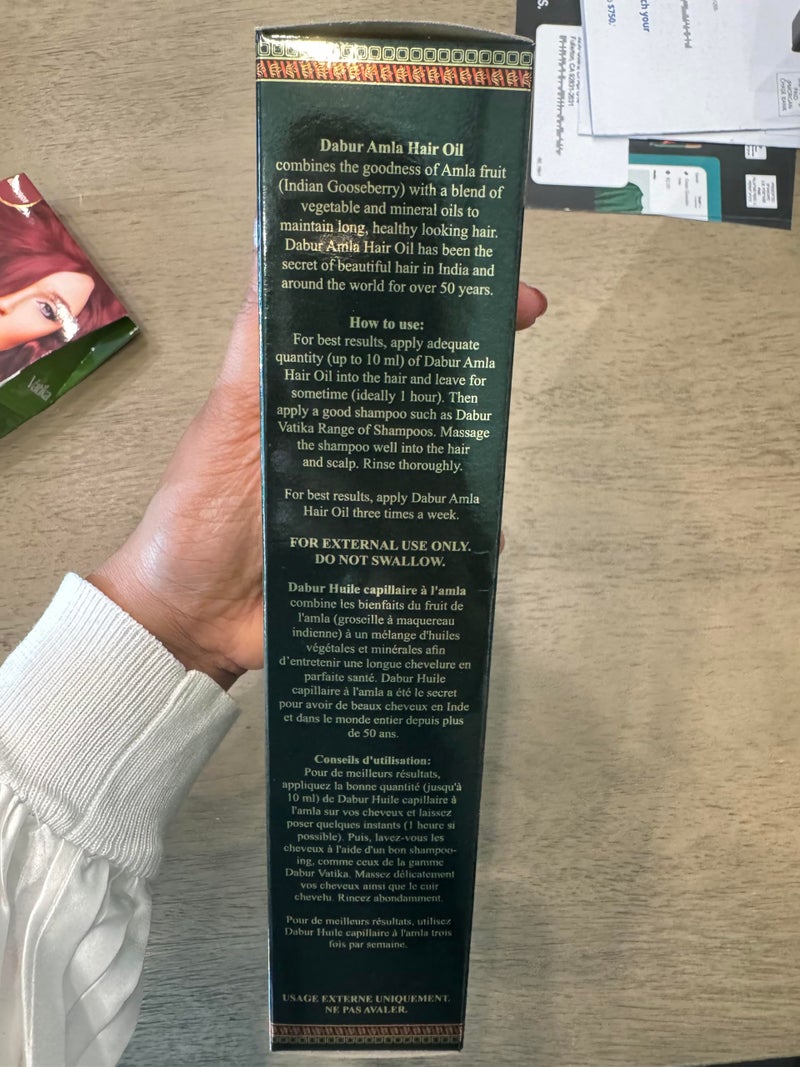 Dabur Amla Hair Oil
combines the goodness of Amla fruit
(Indian Gooseberry) with a blend of
vegetable and mineral oils to
maintain long, healthy looking hair.
Dabur Amla Hair Oil has been the
secret of beautiful hair in India and
around the world for over 50 years.
How to use:
For best results, apply adequate
quantity (up to 10 ml) of Dabur Amla
Hair Oil into the hair and leave for
sometime (ideally 1 hour). Then
apply a good shampoo such as Dabur
Vatika Range of Shampoos. Massage
the shampoo well into the hair
and scalp. Rinse thoroughly.
For best results, apply Dabur Amla
Hair Oil three times a week.
FOR EXTERNAL USE ONLY.
DO NOT SWALLOW.
Dabur Huile capillaire à l'amla
combine les bienfaits du fruit de
l'amla (groseille à maquereau
indienne) à un mélange d'huiles
végétales et minérales afin
d'entretenir une longue chevelure en
parfaite santé. Dabur Huile
capillaire à l'amla a été le secret
pour avoir de beaux cheveux en Inde
et dans le monde entier depuis plus
de 50 ans.
Conseils d'utilisation:
Pour de meilleurs résultats,
appliquez la bonne quantité (jusqu'à
10 ml) de Dabur Huile capillaire à
l'amla sur vos cheveux et laissez
poser quelques instants (1 heure si
possible). Puis, lavez-vous les
cheveux à l'aide d'un bon shampoo-
ing, comme ceux de la gamme
Dabur Vatika. Massez délicatement
vos cheveux ainsi que le cuir
chevelu. Rincez abondamment.
Pour de meilleurs résultats, utilisez
Dabur Huile capillaire à l'amla trois
fois par semaine.
USAGE EXTERNE UNIQUEMENT.
NE PAS AVALER.
Vatika
ch your
$750.